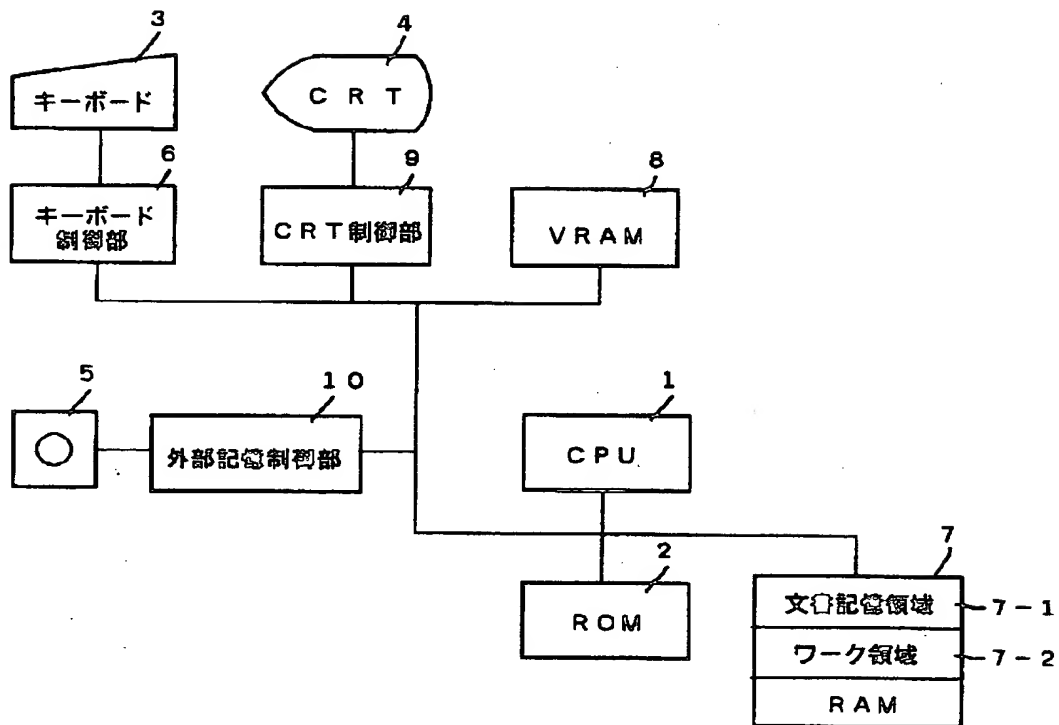 3
4
キーボード
CRT
6
9
8
キーボード
制御部
CRT制御部
VRAM
5
10
1
外部記憶制御部
CPU
2
7
ROM
文書記憶領域
7-1
ワーク領域
7-2
RAM